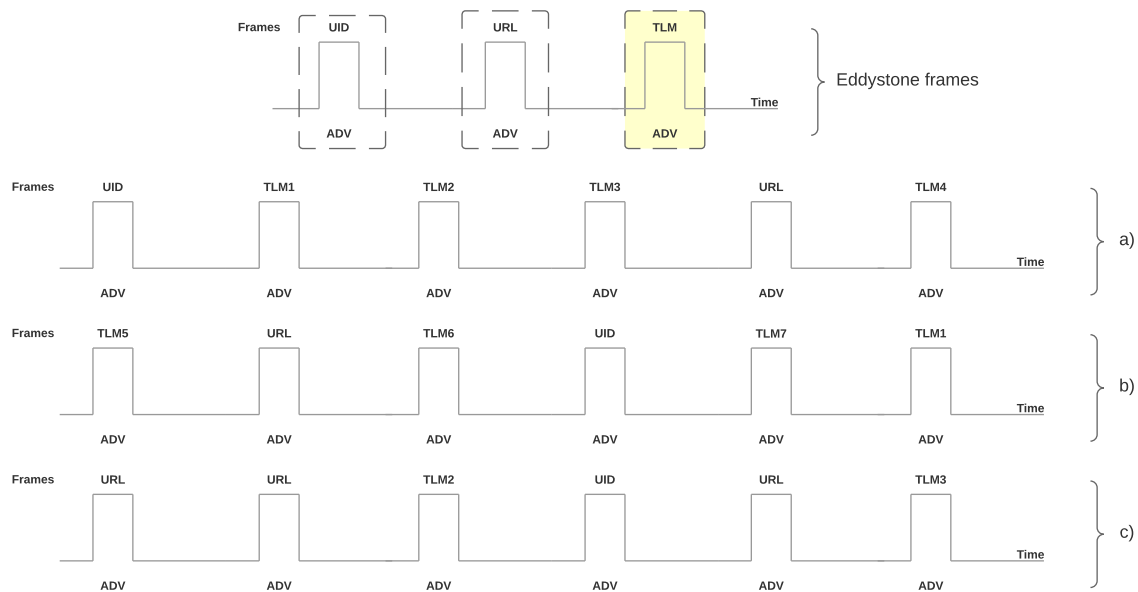 Frames UID URL TLM
Eddystone frames
Time
ADV ADV ADV
Frames UID TLM1 TLM2 TLM3 URL TLM4
a)
Time
ADV ADV ADV ADV ADV ADV
Frames TLM5 URL TLM6 UID TLM7 TLM1
b)
Time
ADV ADV ADV ADV ADV ADV
Frames URL URL TLM2 UID URL TLM3
c)
Time
ADV ADV ADV ADV ADV ADV